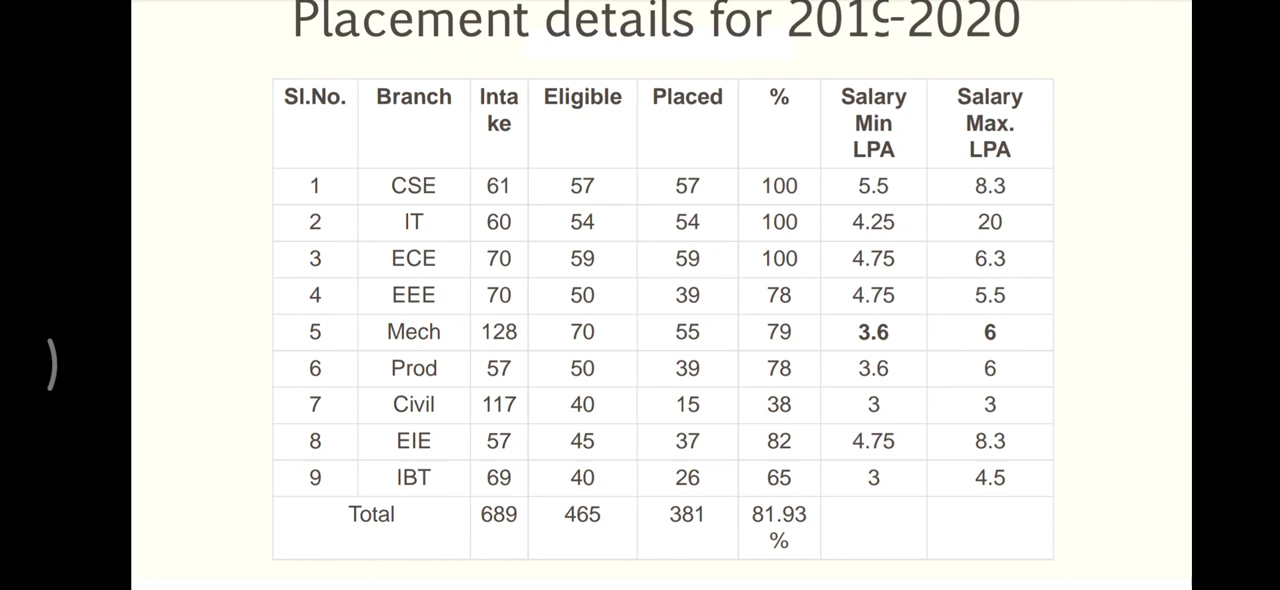 Placement details for 2019-2020
Sl.No. Branch Inta Eligible Placed % Salary Salary
ke Min Max.
LPA LPA
1 CSE 61 57 57 100 5.5 8.3
2 IT 60 54 54 100 4.25 20
3 ECE 70 59 59 100 4.75 6.3
4 EEE 70 50 39 78 4.75 5.5
5 Mech 128 70 55 79 3.6 6
6 Prod 57 50 39 78 3.6 6
7 Civil 117 40 15 38 3 3
8 EIE 57 45 37 82 4.75 8.3
9 IBT 69 40 26 65 3 4.5
Total 689 465 381 81.93
%